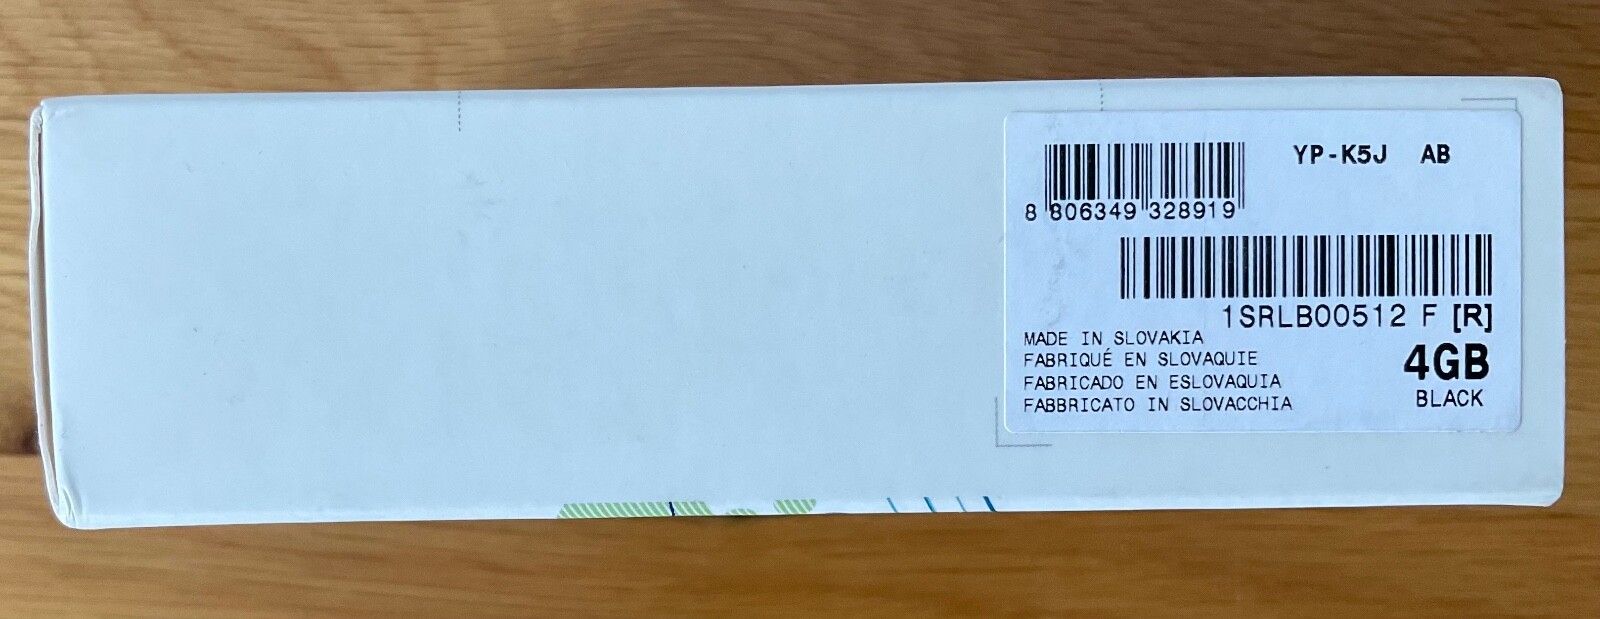 YP-K5J AB
8 806349 328919
1SRLB00512 F [R]
MADE IN SLOVAKIA
FABRIQUÉ EN SLOVAQUIE
FABRICADO EN ESLOVAQUIA
FABBRICATO IN SLOVACCHIA
4GB
BLACK